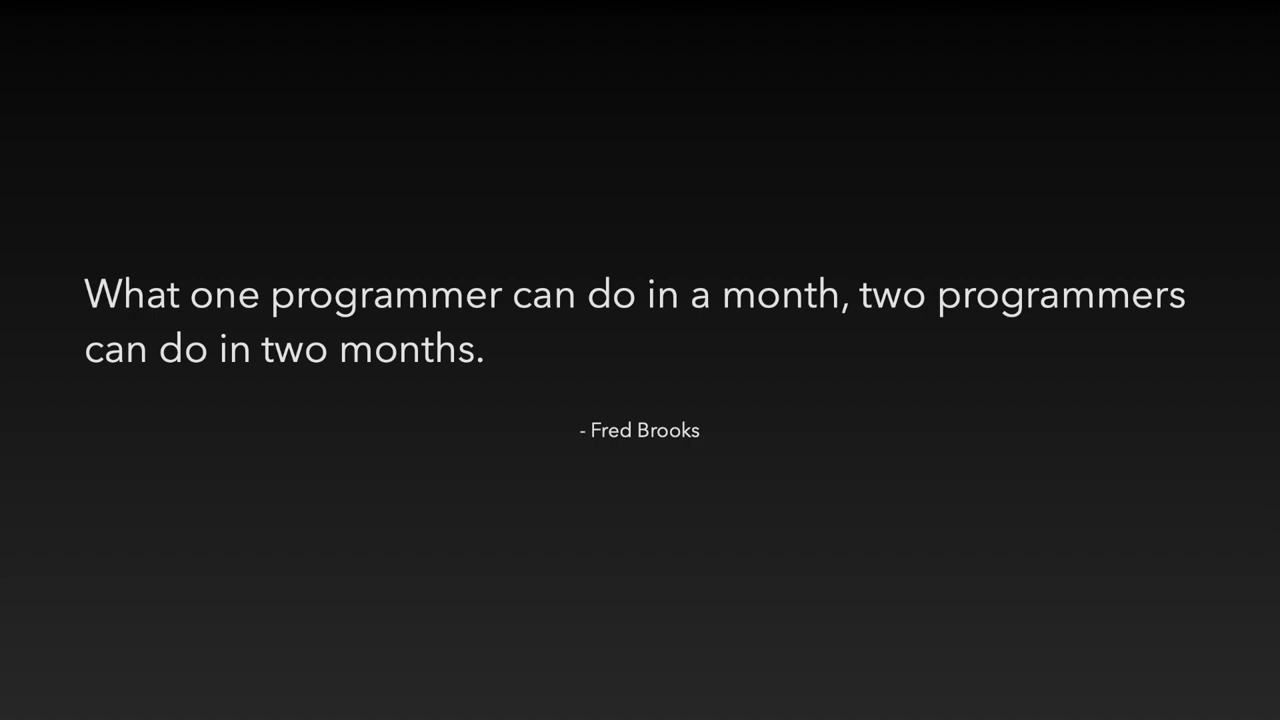 What one programmer can do in a month, two programmers
can do in two months.
- Fred Brooks